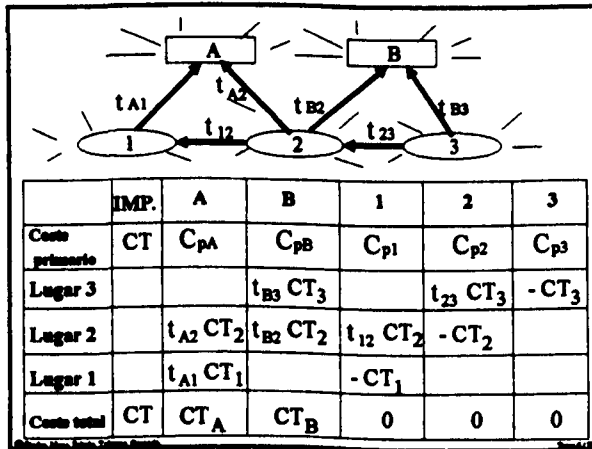 A B
t A1 t A2 t B2 t B3
t 12 t 23
1 2 3
IMP. A B 1 2 3
Coste primario CT CpA CpB Cp1 Cp2 Cp3
Lugar 3 tB3 CT3 t23 CT3 - CT3
Lugar 2 tA2 CT2 tB2 CT2 t12 CT2 - CT2
Lugar 1 tA1 CT1 - CT1
Coste total CT CTA CTB 0 0 0